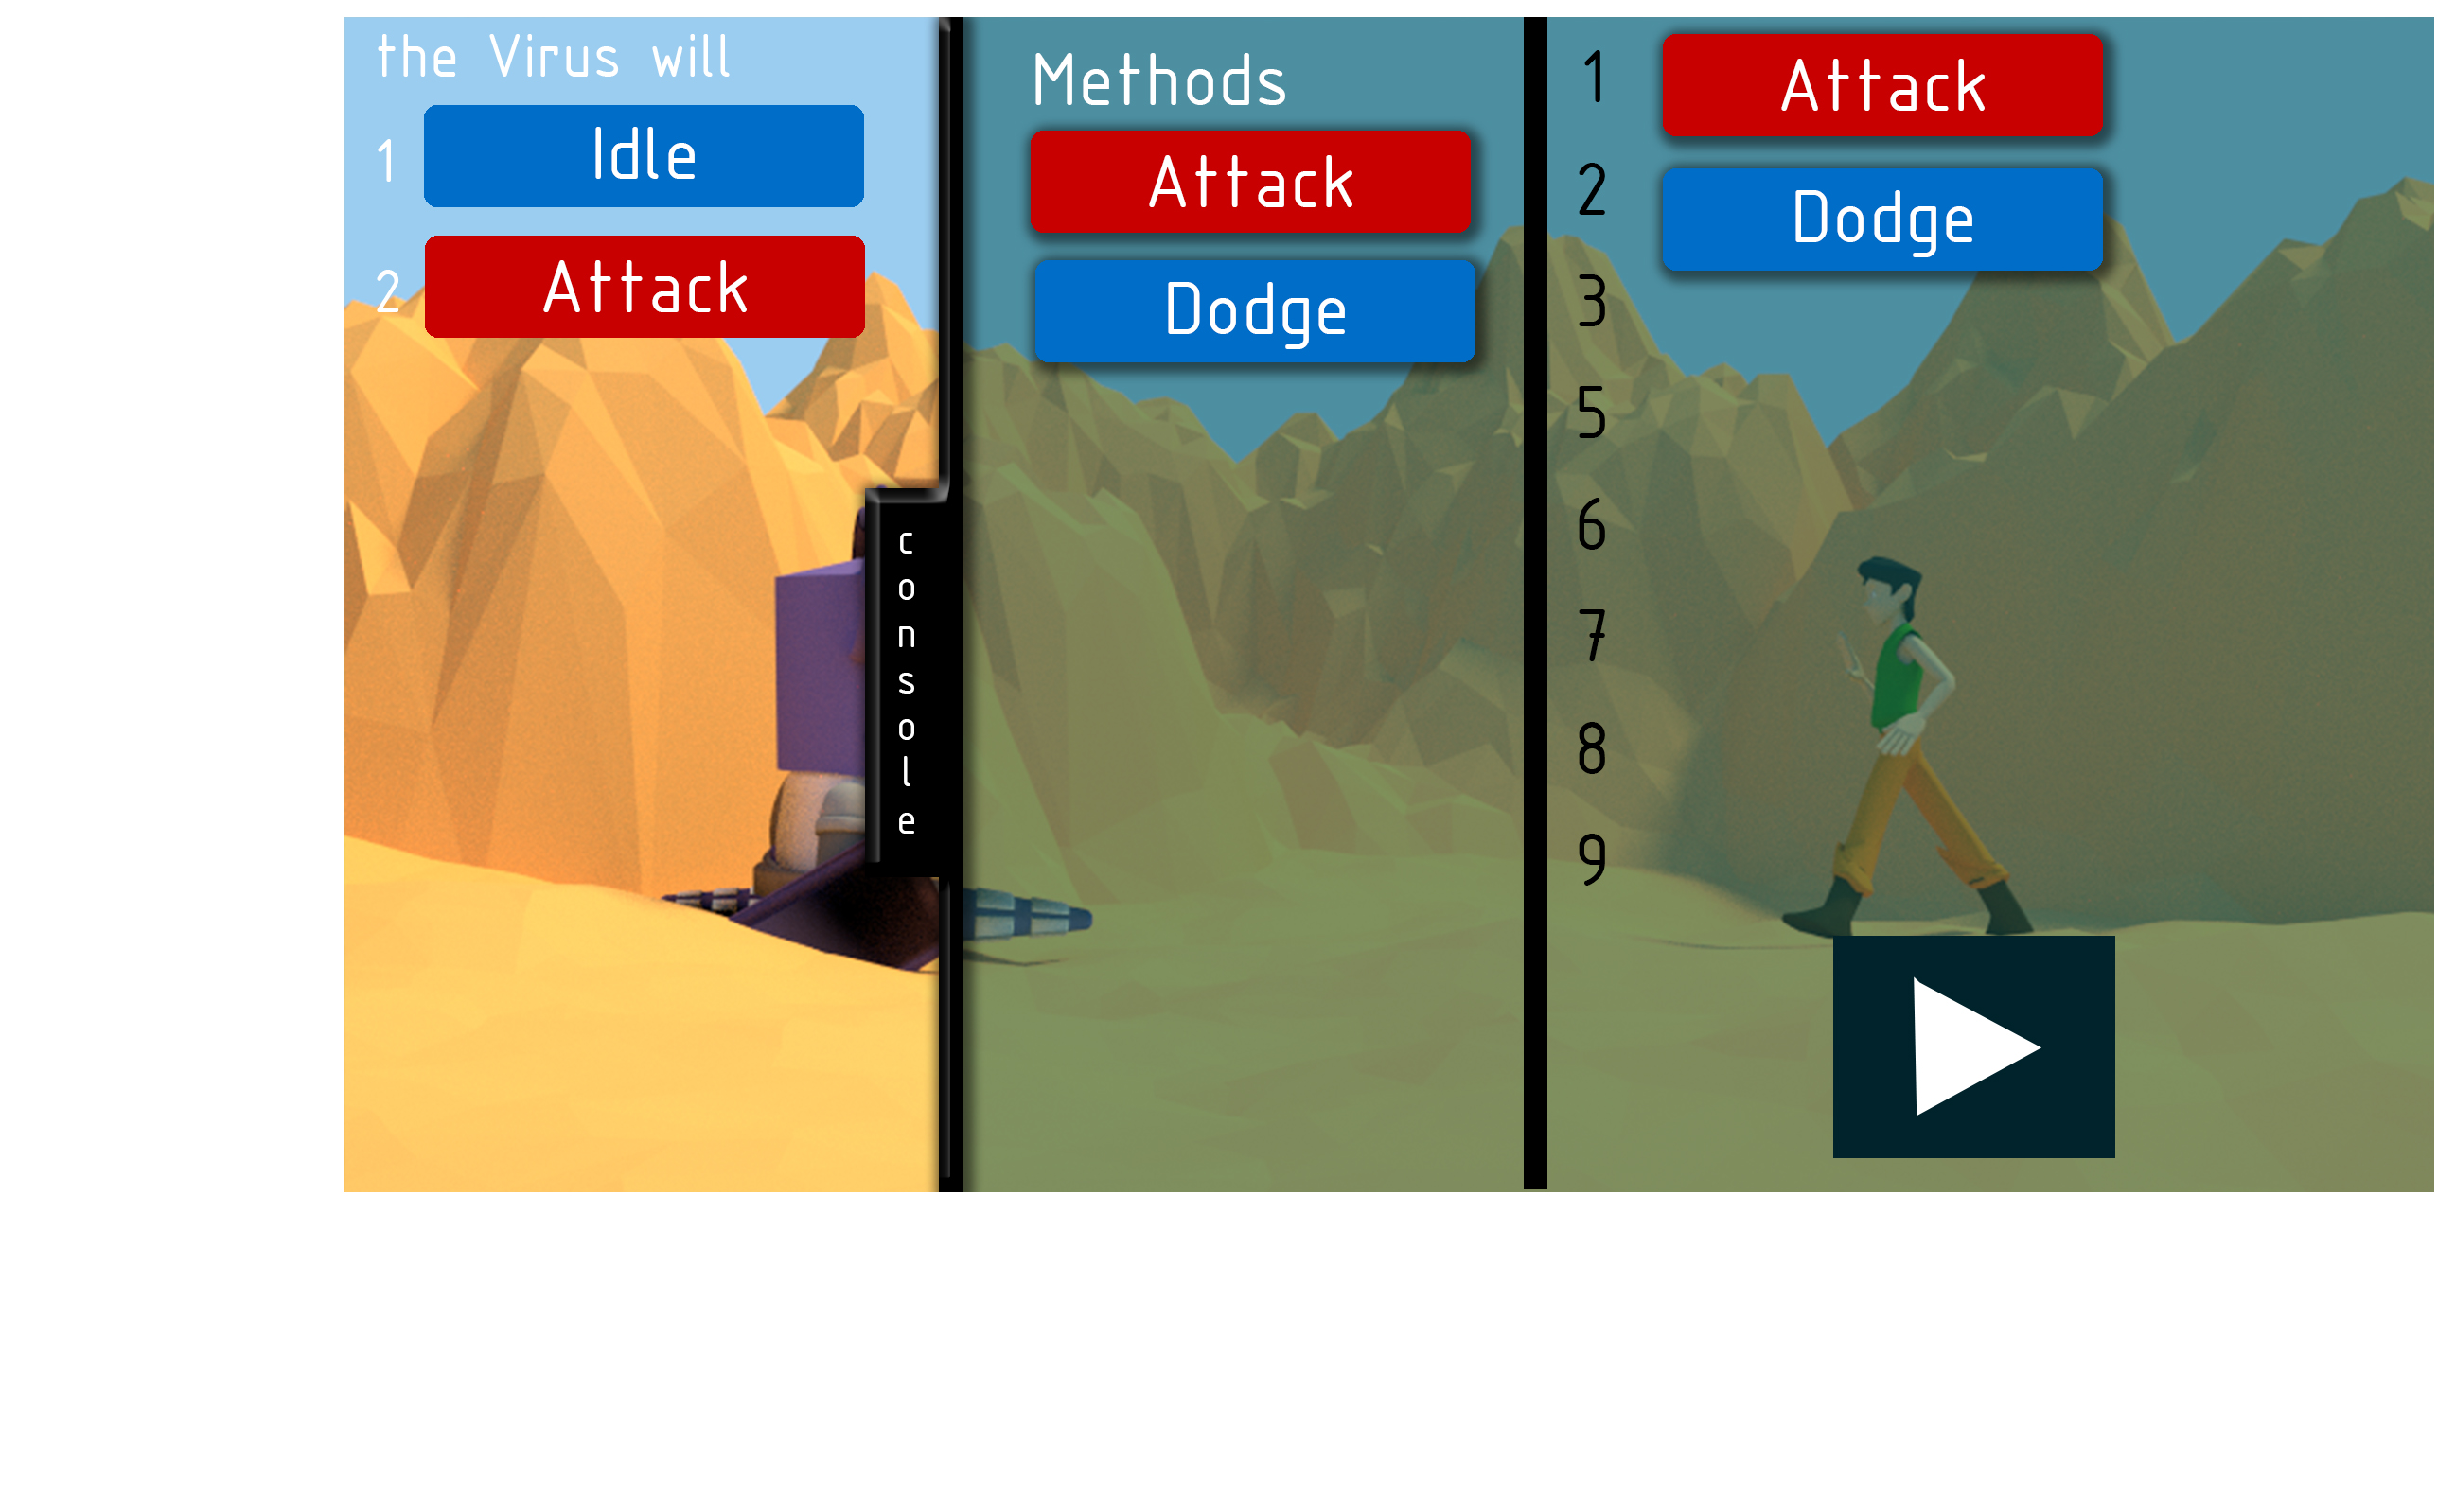 the Virus will
1 Idle
2 Attack
c
o
n
s
o
l
e
Methods
Attack
Dodge
1 Attack
2 Dodge
3
5
6
7
8
9